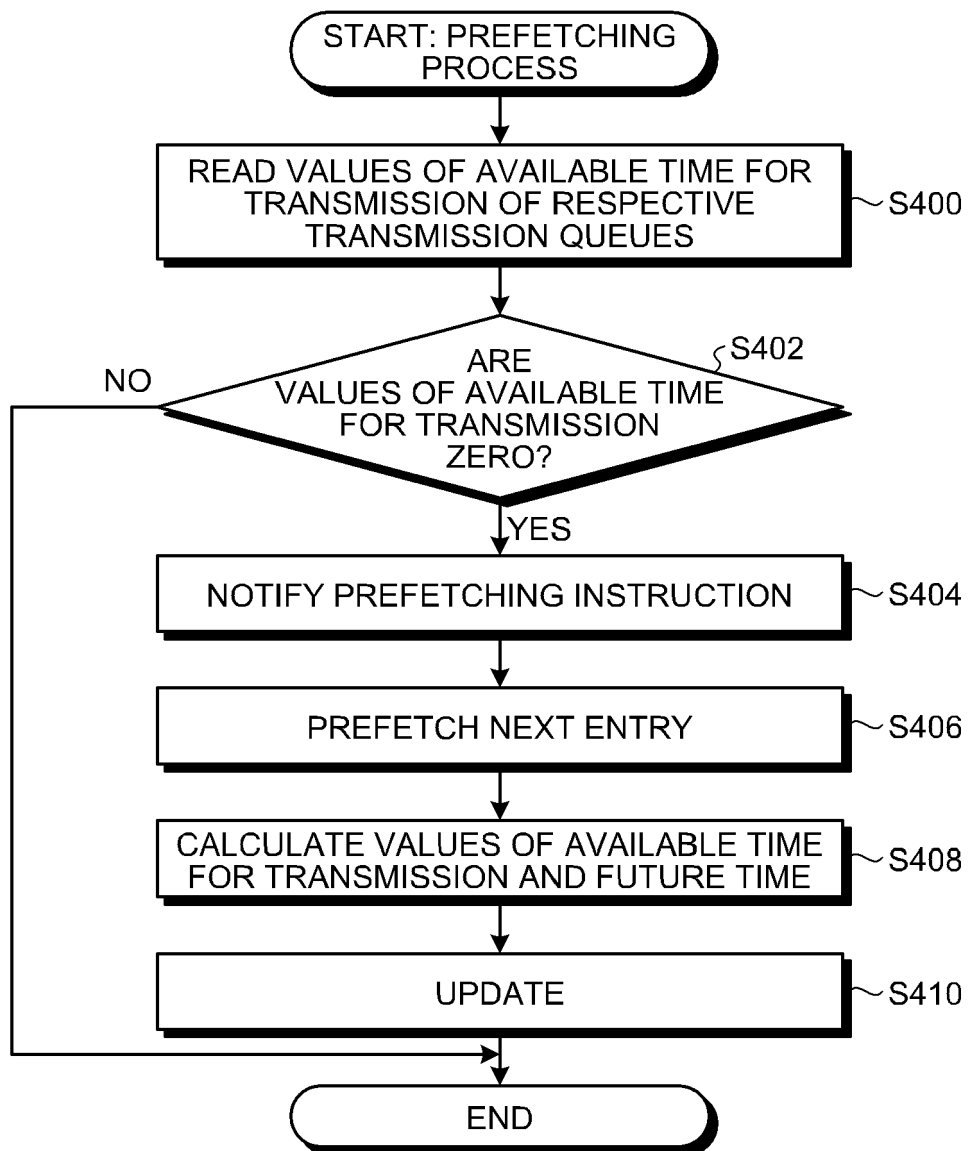 START: PREFETCHING
PROCESS
READ VALUES OF AVAILABLE TIME FOR
TRANSMISSION OF RESPECTIVE
TRANSMISSION QUEUES
S400
S402
ARE
VALUES OF AVAILABLE TIME
FOR TRANSMISSION
ZERO?
NO
YES
NOTIFY PREFETCHING INSTRUCTION
S404
PREFETCH NEXT ENTRY
S406
CALCULATE VALUES OF AVAILABLE TIME
FOR TRANSMISSION AND FUTURE TIME
S408
UPDATE
S410
END